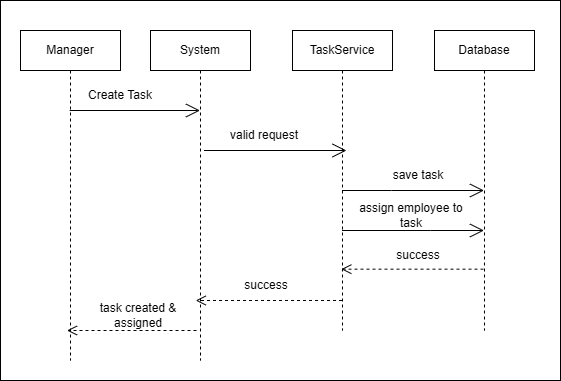 Manager
System
TaskService
Database
Create Task
valid request
save task
assign employee to
task
success
success
task created &
assigned